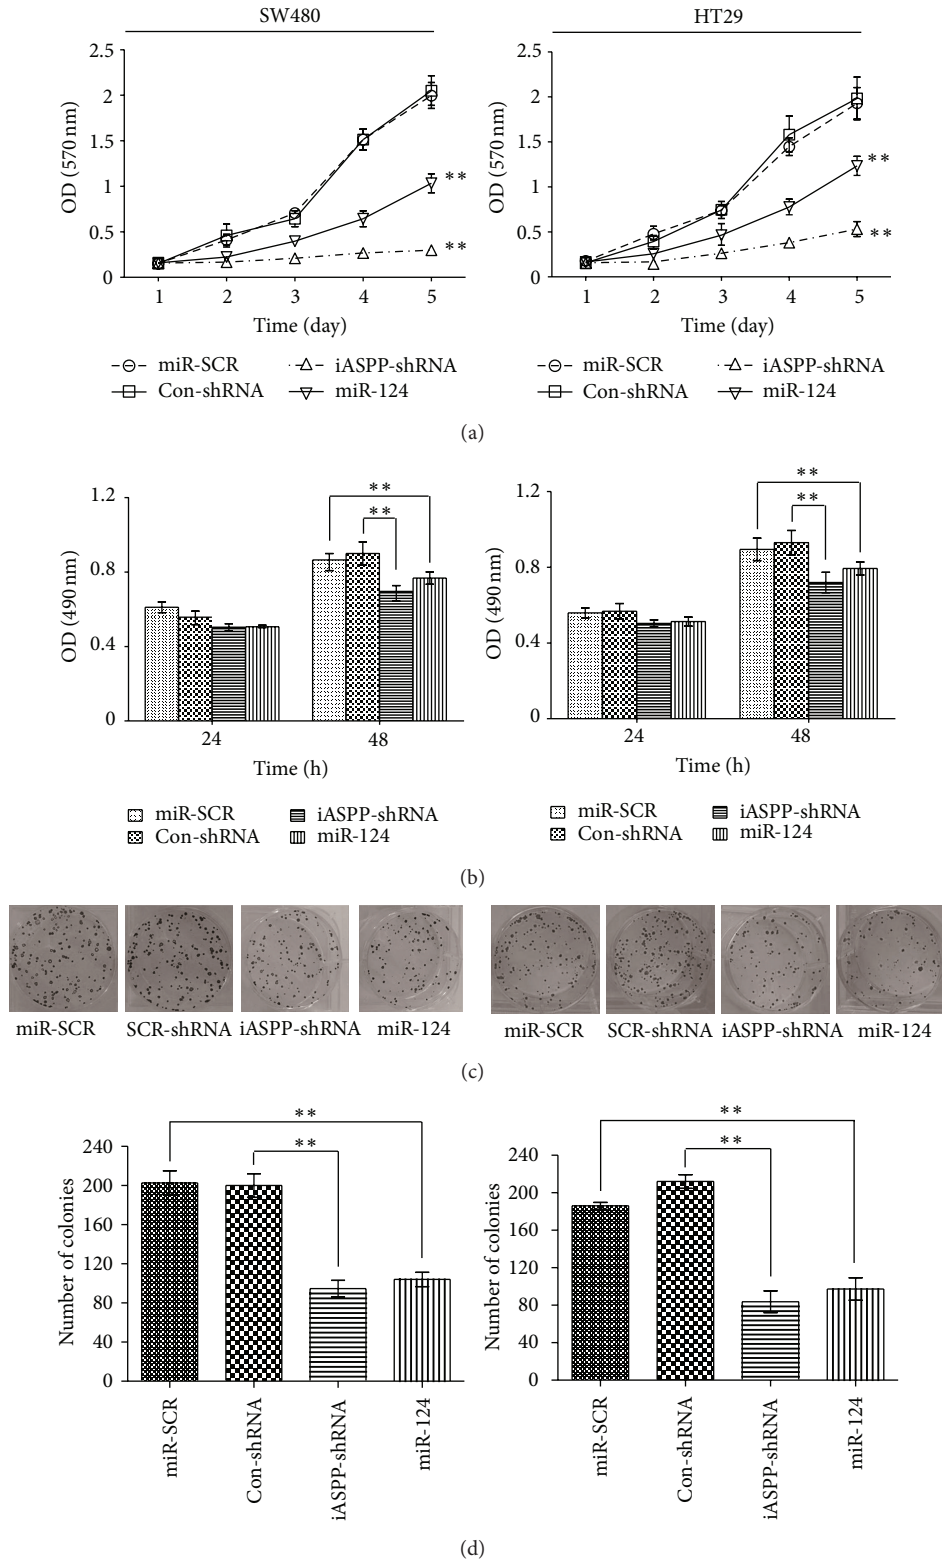 SW480
HT29
OD (570 nm)
2.5
2
1.5
1
0.5
0
**
**
1 2 3 4 5
Time (day)
miR-SCR
iASPP-shRNA
Con-shRNA
miR-124
OD (570 nm)
2.5
2
1.5
1
0.5
0
**
**
1 2 3 4 5
Time (day)
miR-SCR
iASPP-shRNA
Con-shRNA
miR-124
(a)
OD (490 nm)
1.2
0.8
0.4
0
**
**
24 48
Time (h)
miR-SCR
iASPP-shRNA
Con-shRNA
miR-124
OD (490 nm)
1.2
0.8
0.4
0
**
**
24 48
Time (h)
miR-SCR
iASPP-shRNA
Con-shRNA
miR-124
(b)
miR-SCR SCR-shRNA iASPP-shRNA miR-124
miR-SCR SCR-shRNA iASPP-shRNA miR-124
(c)
Number of colonies
240
200
160
120
80
40
0
**
**
miR-SCR
Con-shRNA
iASPP-shRNA
miR-124
Number of colonies
240
200
160
120
80
40
0
**
**
miR-SCR
Con-shRNA
iASPP-shRNA
miR-124
(d)